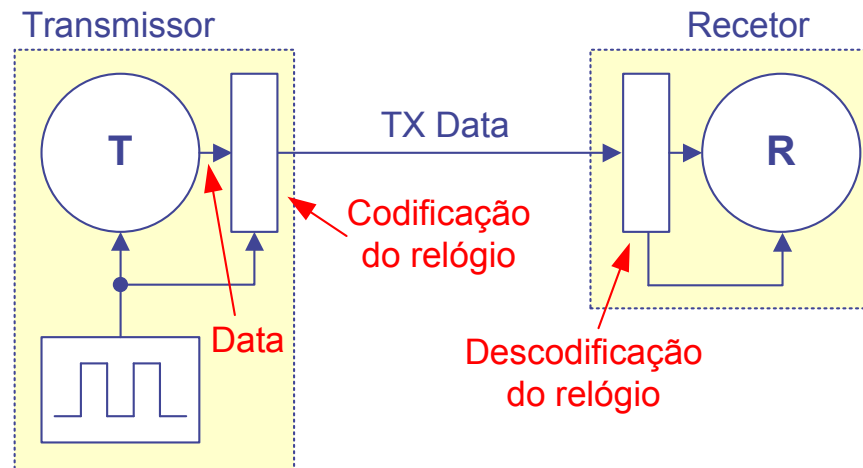 Transmissor
Recetor
T
TX Data
R
Codificação
do relógio
Data
Descodificação
do relógio